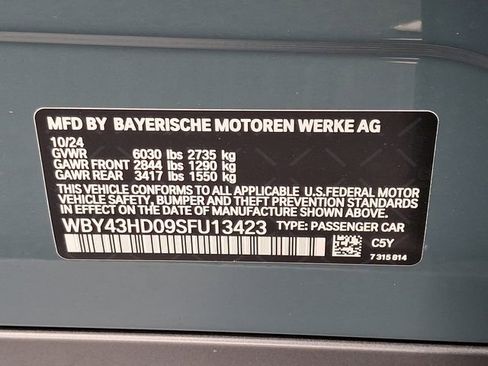 MFD BY BAYERISCHE MOTOREN WERKE AG
10/24
GVWR 6030 lbs 2735 kg
GAWR FRONT 2844 lbs 1290 kg
GAWR REAR 3417 lbs 1550 kg
THIS VEHICLE CONFORMS TO ALL APPLICABLE U.S.FEDERAL MOTOR
VEHICLE SAFETY, BUMPER AND THEFT PREVENTION STANDARDS
IN EFFECT ON THE DATE OF MANUFACTURE SHOWN ABOVE.
WBY43HD09SFU13423 TYPE: PASSENGER CAR
C5Y
7 315 814